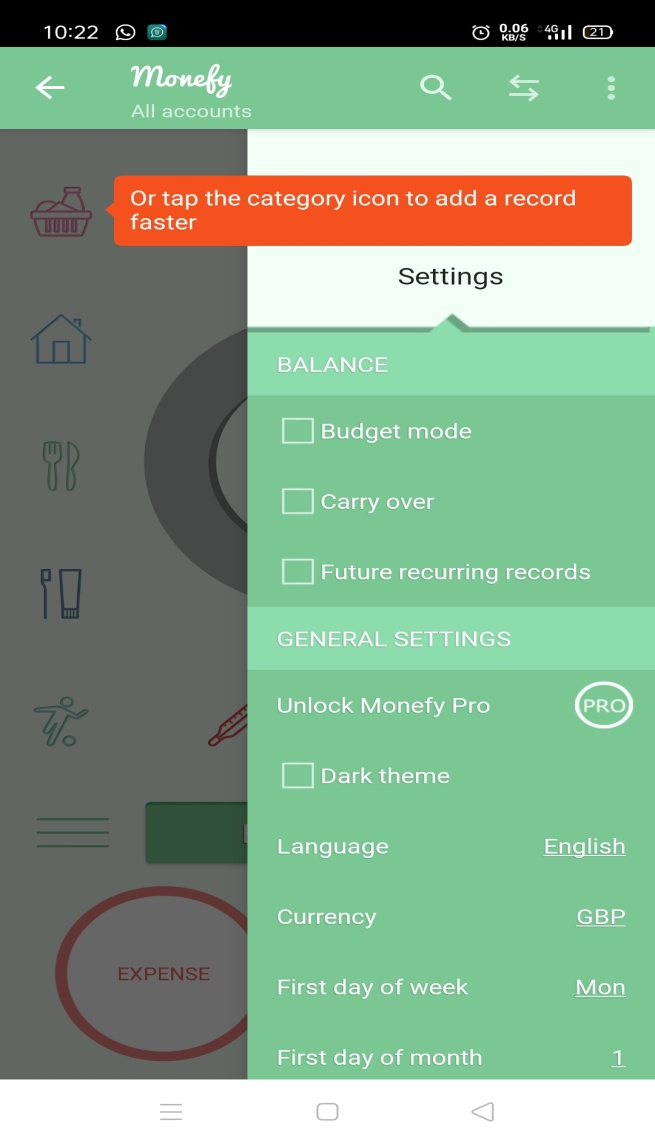 10:22
0.06
KB/S
4G
21
Monefy
All accounts
Or tap the category icon to add a record
faster
Settings
BALANCE
Budget mode
Carry over
Future recurring records
GENERAL SETTINGS
Unlock Monefy Pro
PRO
Dark theme
Language
English
Currency
GBP
First day of week
Mon
First day of month
1
EXPENSE